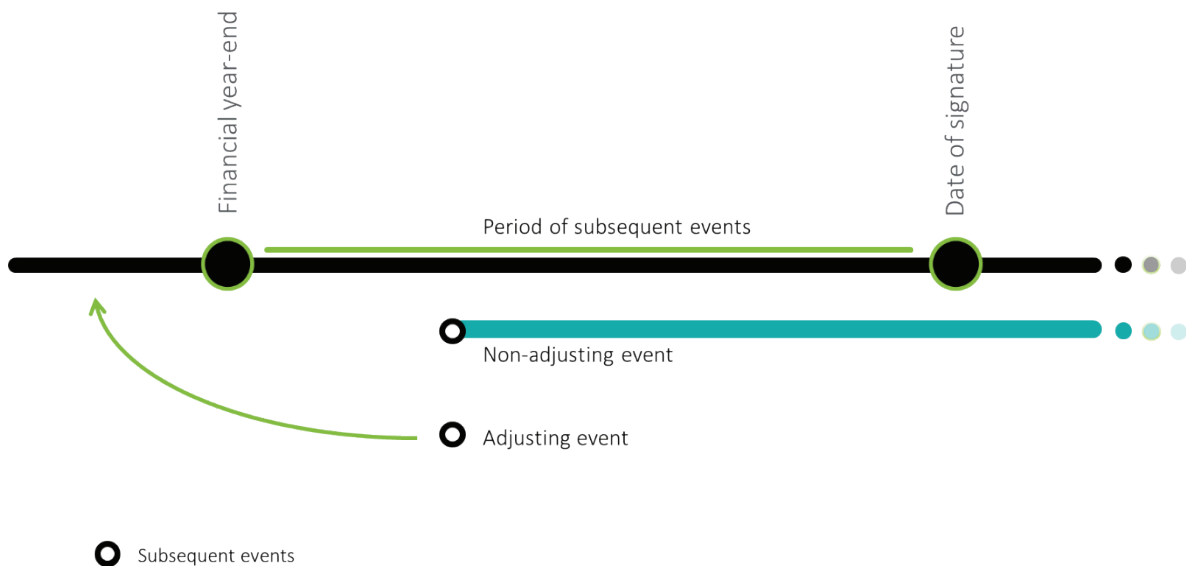 Financial year-end
Date of signature
Period of subsequent events
Non-adjusting event
Adjusting event
Subsequent events